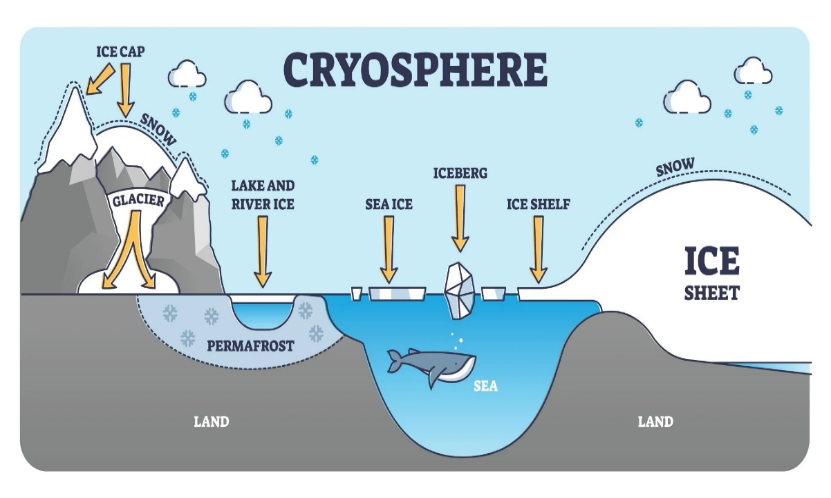 ICE CAP
CRYOSPHERE
SNOW
GLACIER
LAKE AND
RIVER ICE
SEA ICE
ICEBERG
ICE SHELF
SNOW
ICE
SHEET
PERMAFROST
SEA
LAND
LAND